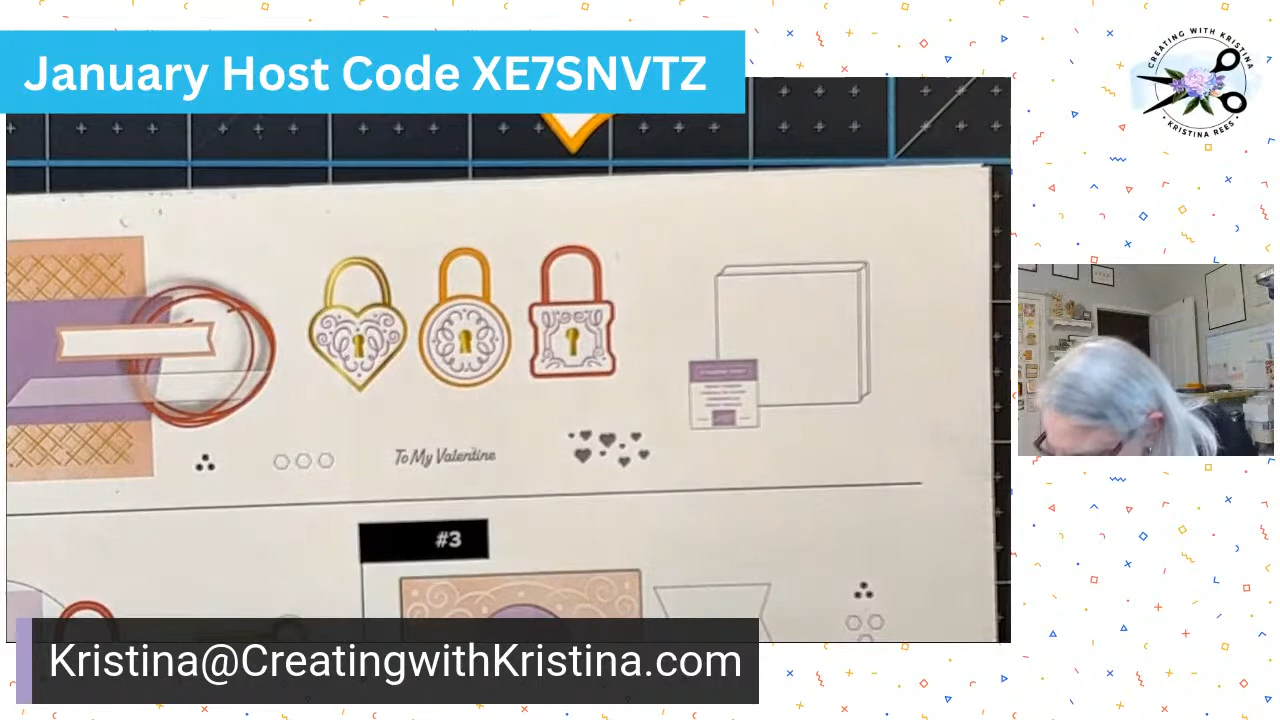 January Host Code XE7SNVTZ
CREATING WITH KRISTINA
• KRISTINA REES •
To My Valentine
#3
Kristina@CreatingwithKristina.com